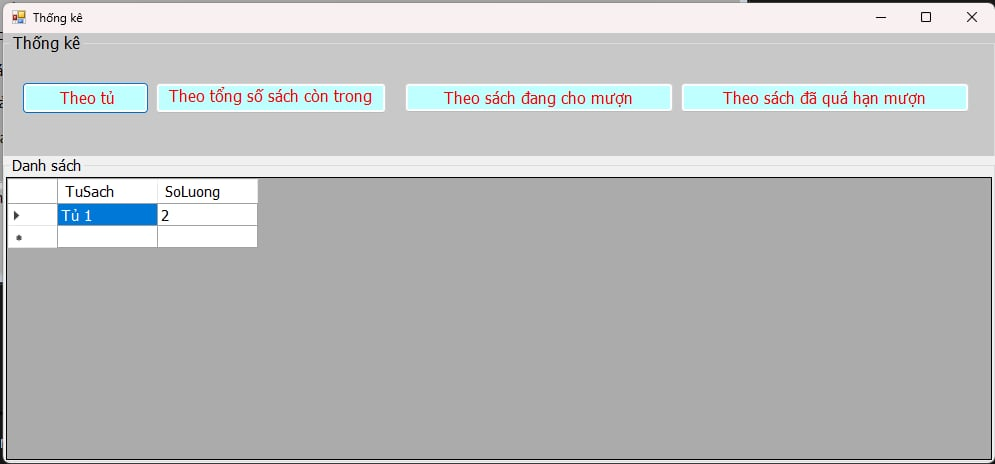 Thống kê
Thống kê
Theo tủ
Theo tổng số sách còn trong
Theo sách đang cho mượn
Theo sách đã quá hạn mượn
Danh sách
TuSach SoLuong
Tủ 1 2